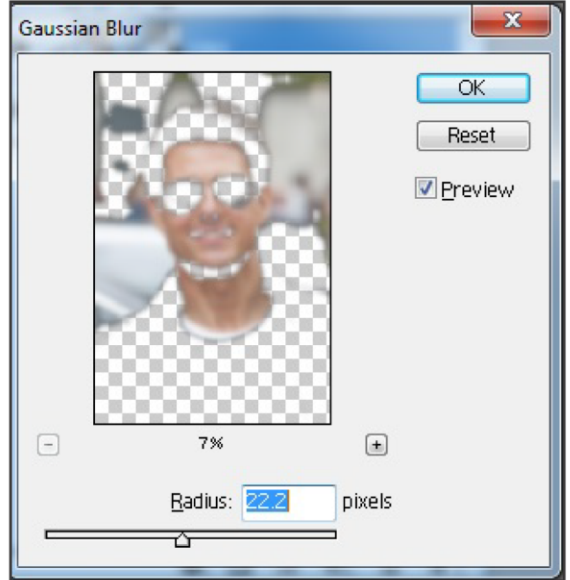 Gaussian Blur
OK
Reset
Preview
7%
Radius: 22.2 pixels